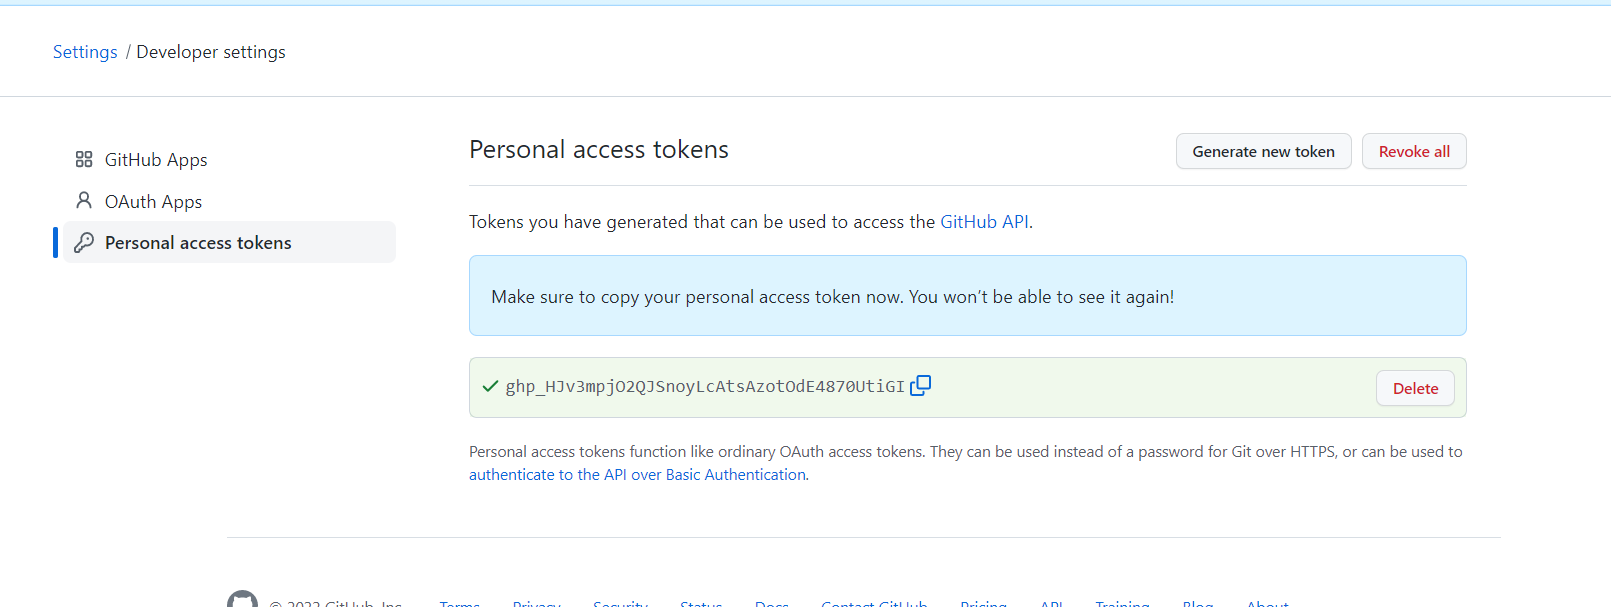 Settings / Developer settings
GitHub Apps
OAuth Apps
Personal access tokens
Personal access tokens
Generate new token
Revoke all
Tokens you have generated that can be used to access the GitHub API.
Make sure to copy your personal access token now. You won't be able to see it again!
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
Delete
Personal access tokens function like ordinary OAuth access tokens. They can be used instead of a password for Git over HTTPS, or can be used to
authenticate to the API over Basic Authentication.
© GitHub, Inc. Terms Privacy Security Status Docs Contact GitHub Pricing API Training Blog About